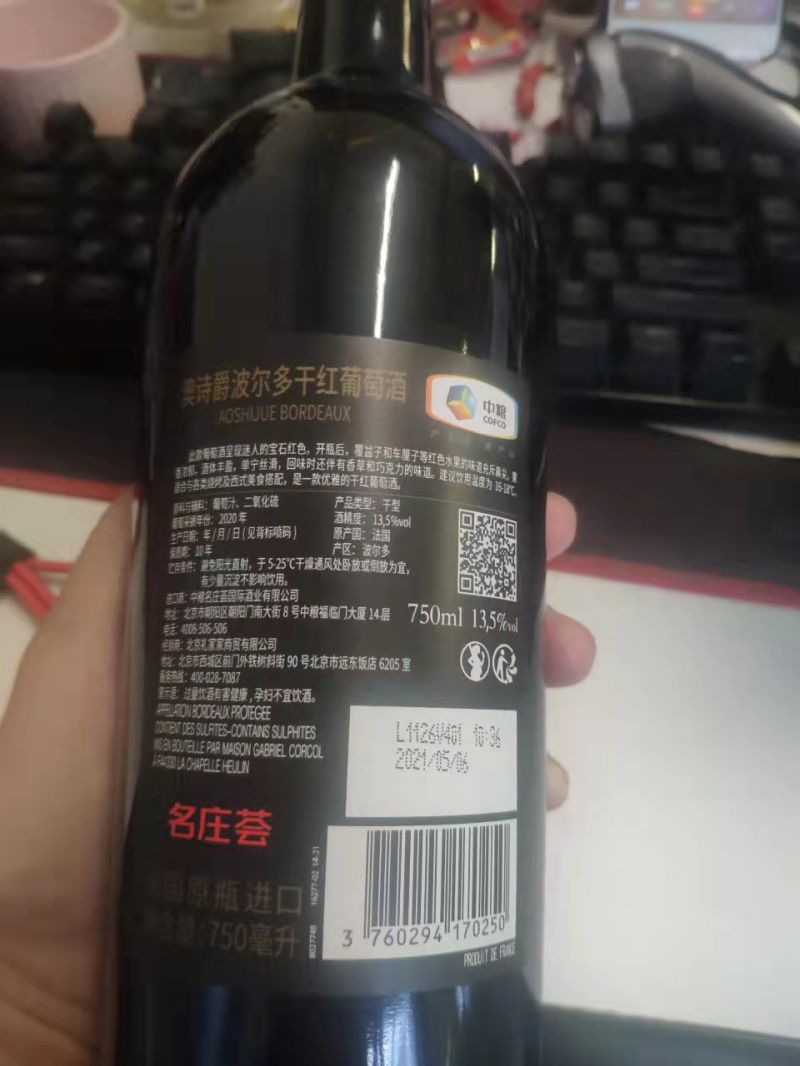 澳诗爵波尔多干红葡萄酒
AOSHIJUE BORDEAUX
中粮
COFCO
此款葡萄酒呈现迷人的宝石红色，开瓶后，覆盆子和车厘子等红色水果的味道充斥鼻尖，果
香浓郁，酒体丰盈，单宁丝滑，回味时还伴有香草和巧克力的味道。建议饮用温度为 16-18℃，
适合与各类烧烤及西式美食搭配，是一款优雅的干红葡萄酒。
原料与辅料：葡萄汁、二氧化硫
葡萄采摘年份：2020 年
生产日期：年 / 月 / 日 ( 见背标喷码 )
保质期：10 年
产品类型：干型
酒精度：13,5%vol
原产国：法国
产区：波尔多
贮存条件：避免阳光直射，于 5-25℃干燥通风处卧放或倒放为宜，
有少量沉淀不影响饮用。
进口商：中粮名庄荟国际酒业有限公司
地址：北京市朝阳区朝阳门南大街 8 号中粮福临门大厦 14层
电话：4008-506-506
经销商：北京礼家家商贸有限公司
地址：北京市西城区前门外铁树斜街 90 号北京市远东饭店 6205 室
服务热线：400-028-7087
警示语：过量饮酒有害健康，孕妇不宜饮酒。
750ml 13,5%vol
APPELLATION BORDEAUX PROTEGEE
CONTIENT DES SULFITES-CONTAINS SULPHITES
MIS EN BOUTEILLE PAR MAISON GABRIEL CORCOL
A F44330 LA CHAPELLE HEULIN
L1126V401 10:36
2021/05/06
名庄荟
国原瓶进口
含量:750毫升
16277-02 14-21
3 760294 170250
PRODUIT DE FRANCE